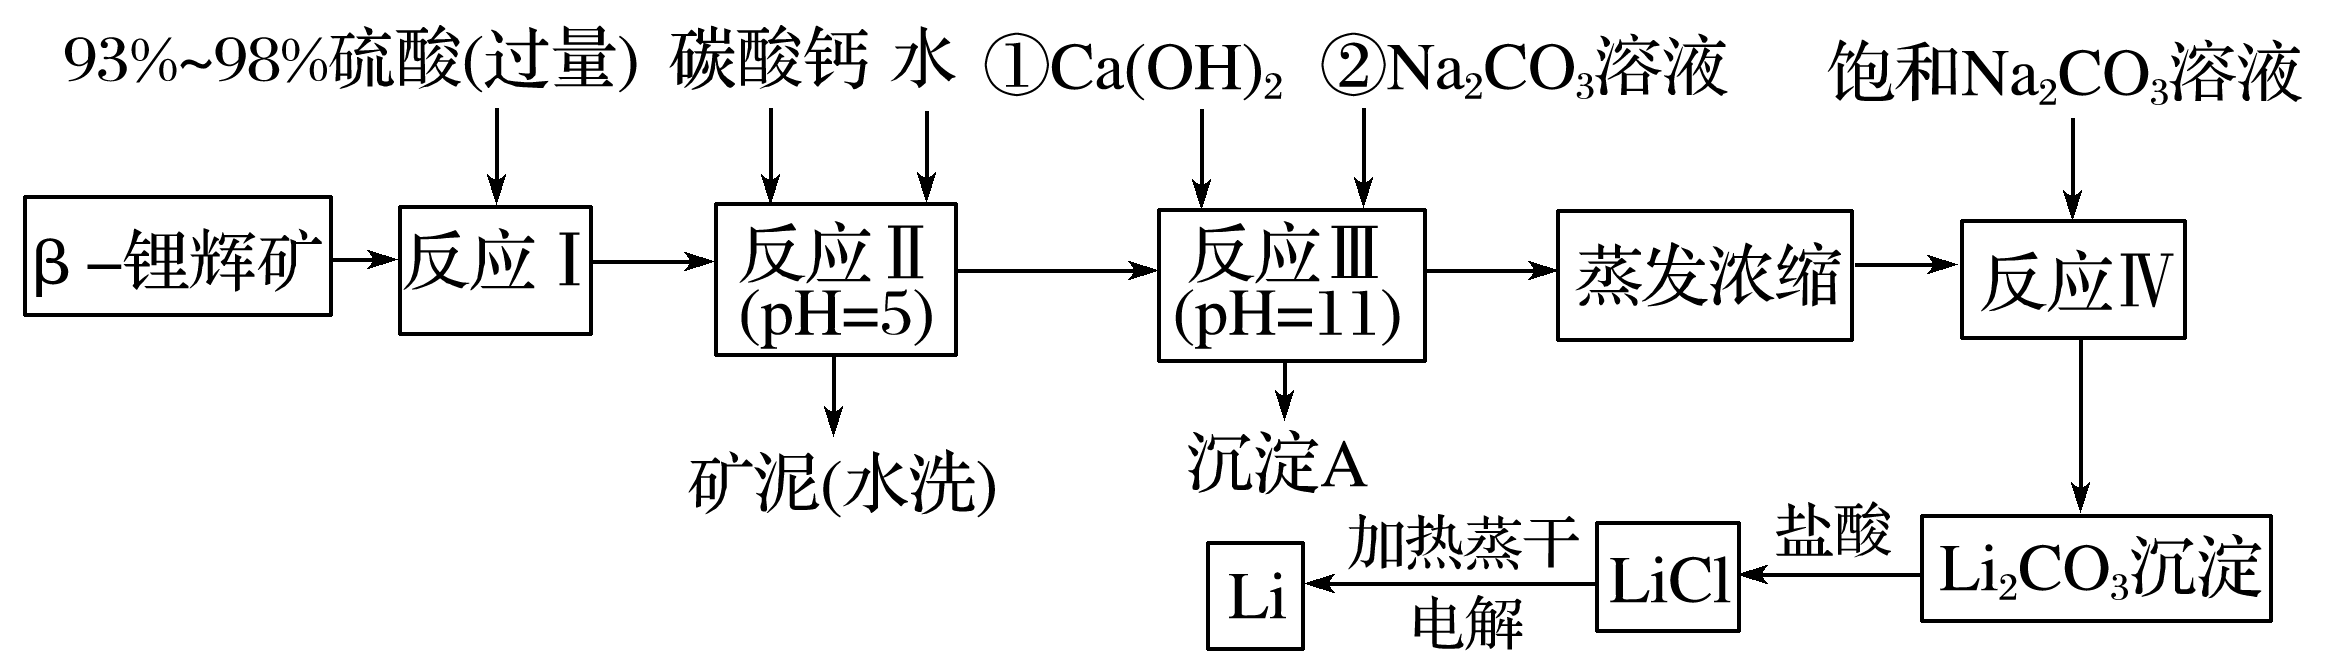 93%~98%硫酸(过量) 碳酸钙 水 ①Ca(OH)₂ ②Na₂CO₃溶液 饱和Na₂CO₃溶液
β-锂辉矿
反应Ⅰ
反应Ⅱ
(pH=5)
反应Ⅲ
(pH=11)
蒸发浓缩
反应Ⅳ
矿泥(水洗)
沉淀A
Li
加热蒸干
电解
LiCl
盐酸
Li₂CO₃沉淀